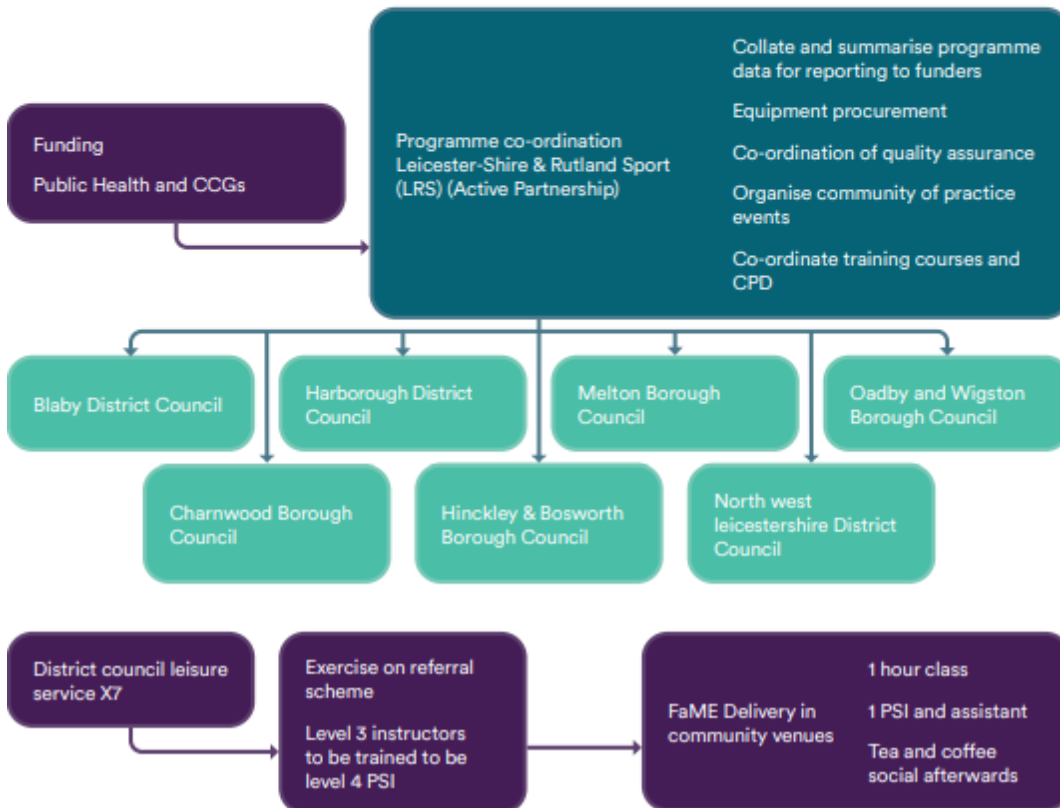 Funding
Public Health and CCGs
Programme co-ordination
Leicester-Shire & Rutland Sport
(LRS) (Active Partnership)
Collate and summarise programme
data for reporting to funders
Equipment procurement
Co-ordination of quality assurance
Organise community of practice
events
Co-ordinate training courses and
CPD
Blaby District Council
Harborough District
Council
Melton Borough
Council
Oadby and Wigston
Borough Council
Charnwood Borough
Council
Hinckley & Bosworth
Borough Council
North west
leicestershire District
Council
District council leisure
service X7
Exercise on referral
scheme
Level 3 instructors
to be trained to be
level 4 PSI
FaME Delivery in
community venues
1 hour class
1 PSI and assistant
Tea and coffee
social afterwards